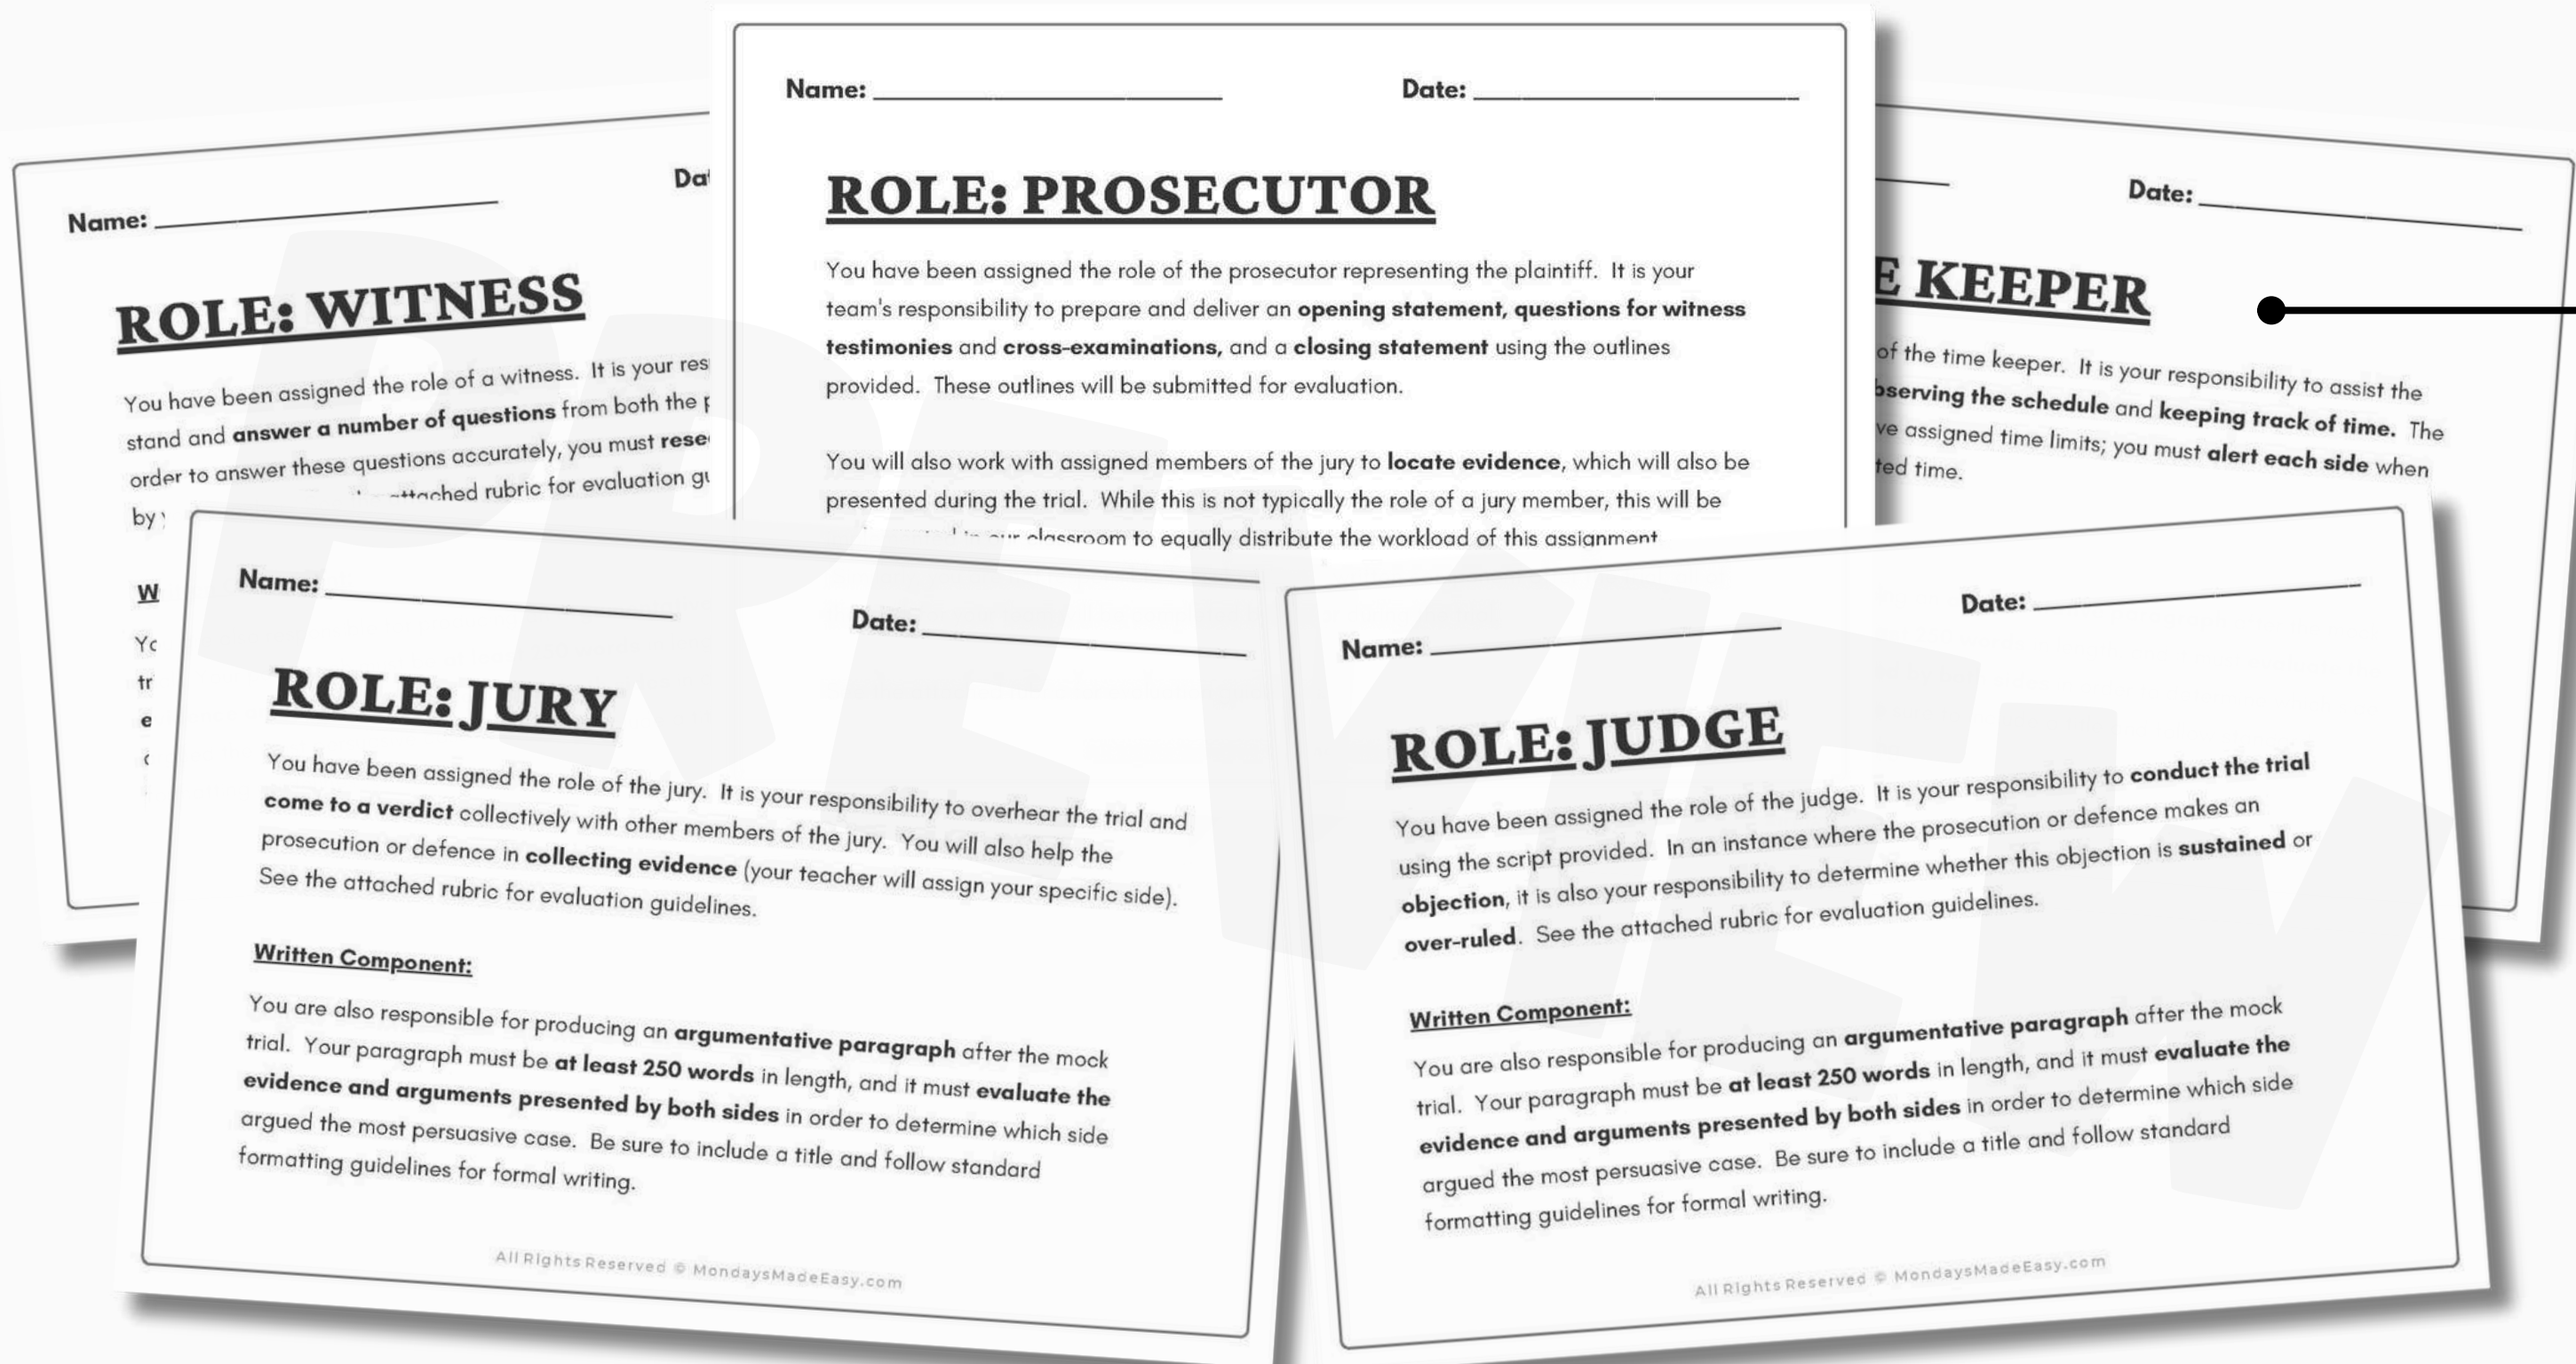 Name:
Da
ROLE: WITNESS
You have been assigned the role of a witness.  It is your res
stand and answer a number of questions from both the
order to answer these questions accurately, you must rese
attached rubric for evaluation
by
W
tr
e
Name:
Date:
ROLE: PROSECUTOR
You have been assigned the role of the prosecutor representing the plaintiff.  It is your
team's responsibility to prepare and deliver an opening statement, questions for witness
testimonies and cross-examinations, and a closing statement using the outlines
provided.  These outlines will be submitted for evaluation.
You will also work with assigned members of the jury to locate evidence, which will also be
presented during the trial.  While this is not typically the role of a jury member, this will be
classroom to equally distribute the workload of this assignment
Date:
E KEEPER
of the time keeper.  It is your responsibility to assist the
bserving the schedule and keeping track of time.  The
ve assigned time limits; you must alert each side when
ted time.
Name:
Date:
ROLE: JURY
You have been assigned the role of the jury.  It is your responsibility to overhear the trial and
come to a verdict collectively with other members of the jury.  You will also help the
prosecution or defence in collecting evidence (your teacher will assign your specific side).
See the attached rubric for evaluation guidelines.
Written Component:
You are also responsible for producing an argumentative paragraph after the mock
trial.  Your paragraph must be at least 250 words in length, and it must evaluate the
evidence and arguments presented by both sides in order to determine which side
argued the most persuasive case.  Be sure to include a title and follow standard
formatting guidelines for formal writing.
All Rights Reserved © MondaysMadeEasy.com
Name:
Date:
ROLE: JUDGE
You have been assigned the role of the judge.  It is your responsibility to conduct the trial
using the script provided.  In an instance where the prosecution or defence makes an
objection, it is also your responsibility to determine whether this objection is sustained or
over-ruled.  See the attached rubric for evaluation guidelines.
Written Component:
You are also responsible for producing an argumentative paragraph after the mock
trial.  Your paragraph must be at least 250 words in length, and it must evaluate the
evidence and arguments presented by both sides in order to determine which side
argued the most persuasive case.  Be sure to include a title and follow standard
formatting guidelines for formal writing.
All Rights Reserved © MondaysMadeEasy.com
PREVIEW